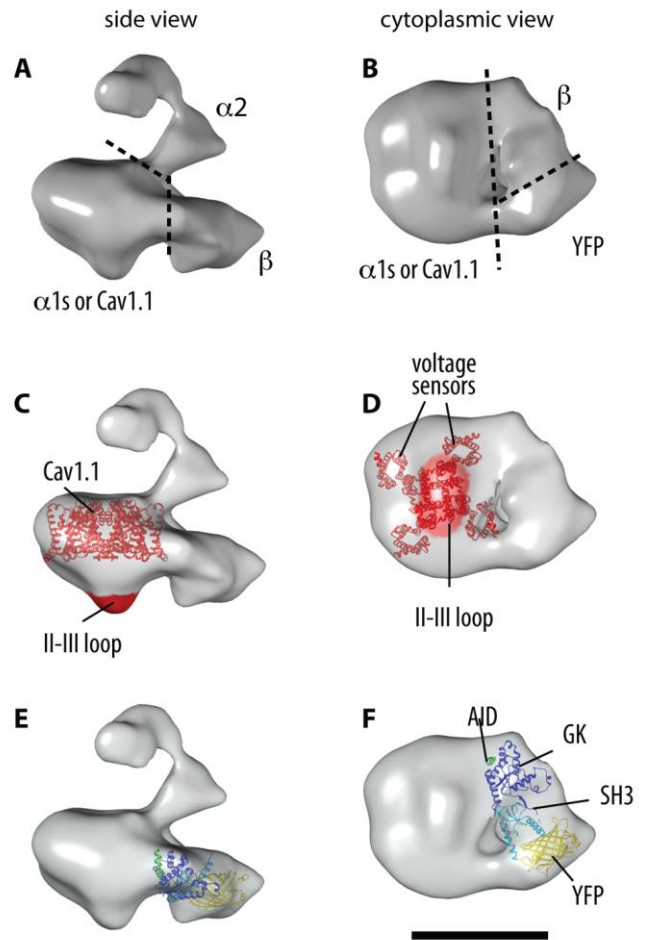 side view
cytoplasmic view
A
B
α2
β
β
YFP
α1s or Cav1.1
α1s or Cav1.1
C
voltage
sensors
D
Cav1.1
II-III loop
II-III loop
E
F
AID
GK
SH3
YFP